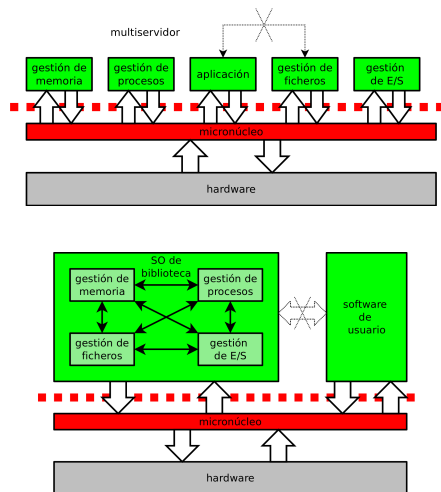 multiservidor
gestión de
memoria
gestión de
procesos
aplicación
gestión de
ficheros
gestión
de E/S
micronúcleo
hardware
SO de
biblioteca
gestión de
memoria
gestión de
procesos
gestión de
ficheros
gestión
de E/S
software
de
usuario
micronúcleo
hardware